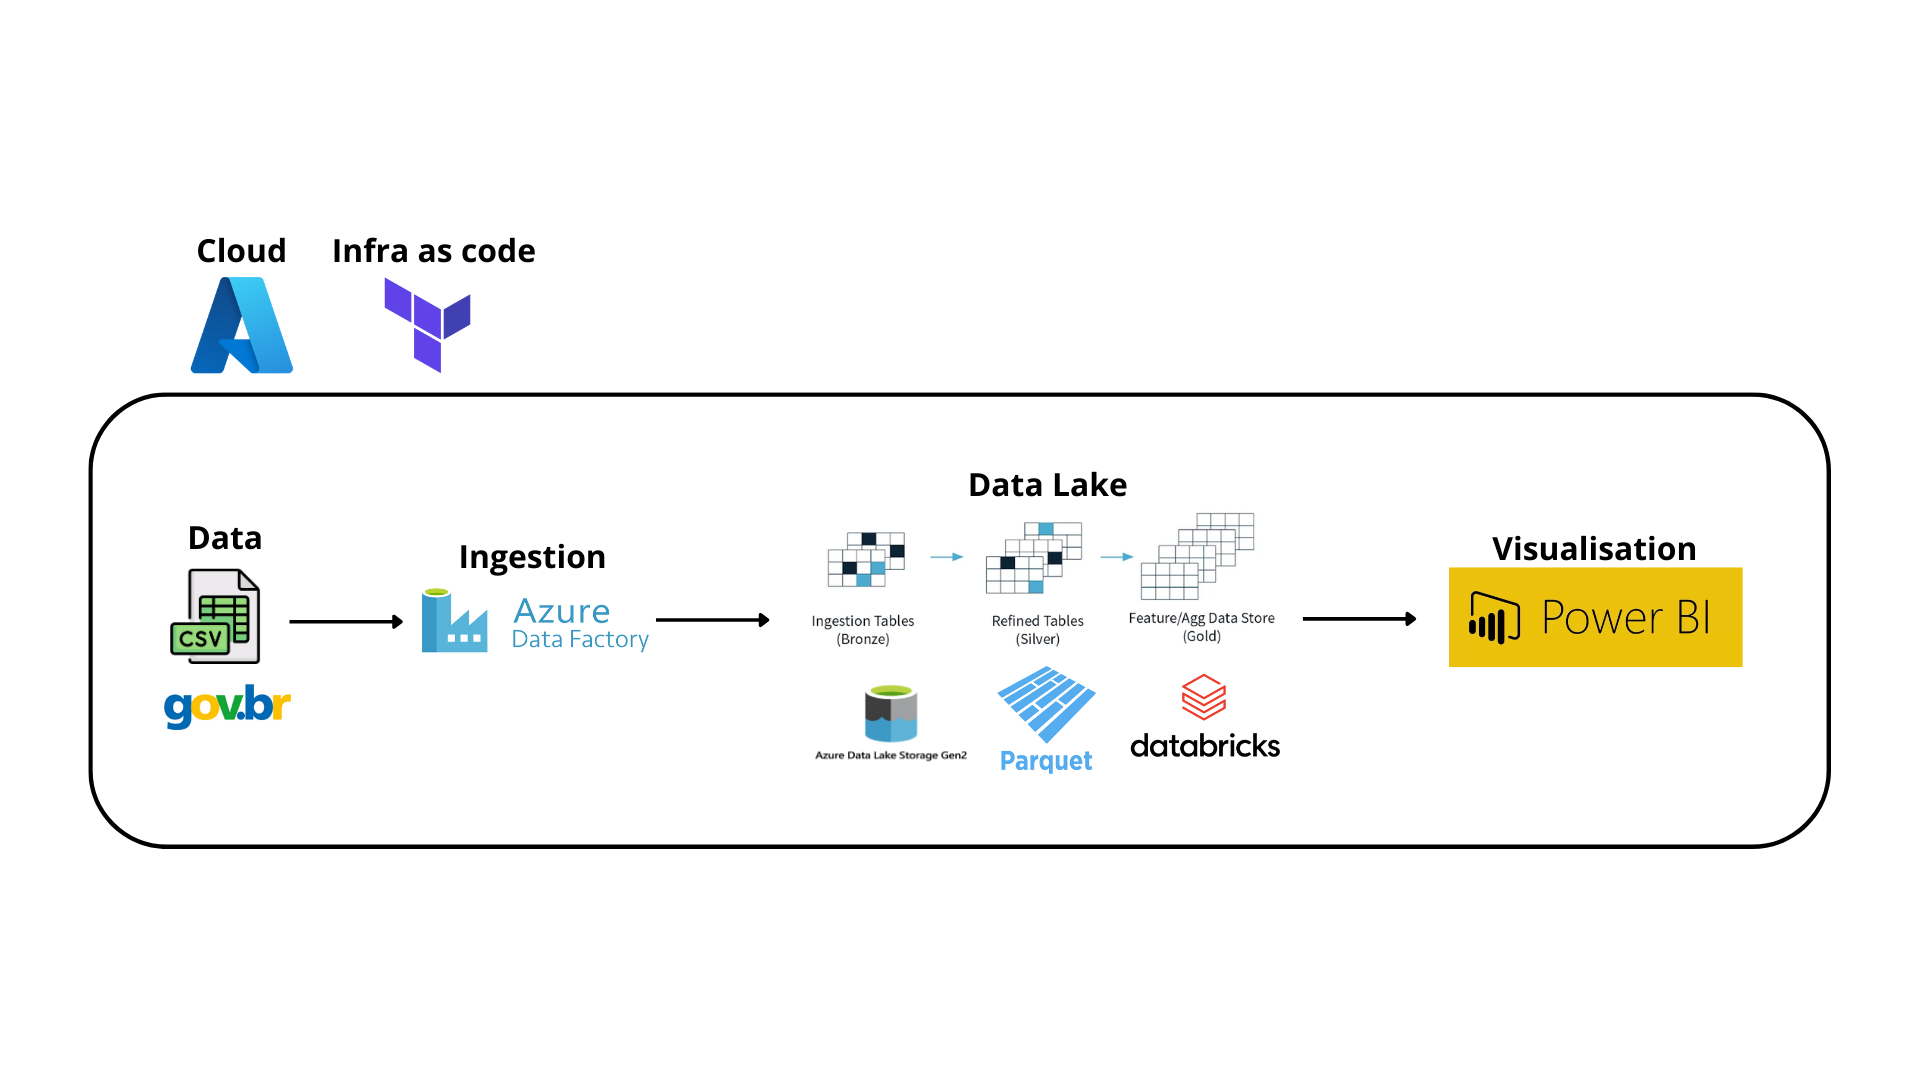 Cloud
Infra as code
Data
CSV
gov.br
Ingestion
Azure
Data Factory
Data Lake
Ingestion Tables
(Bronze)
Refined Tables
(Silver)
Feature/Agg Data Store
(Gold)
Azure Data Lake Storage Gen2
Parquet
databricks
Visualisation
Power BI